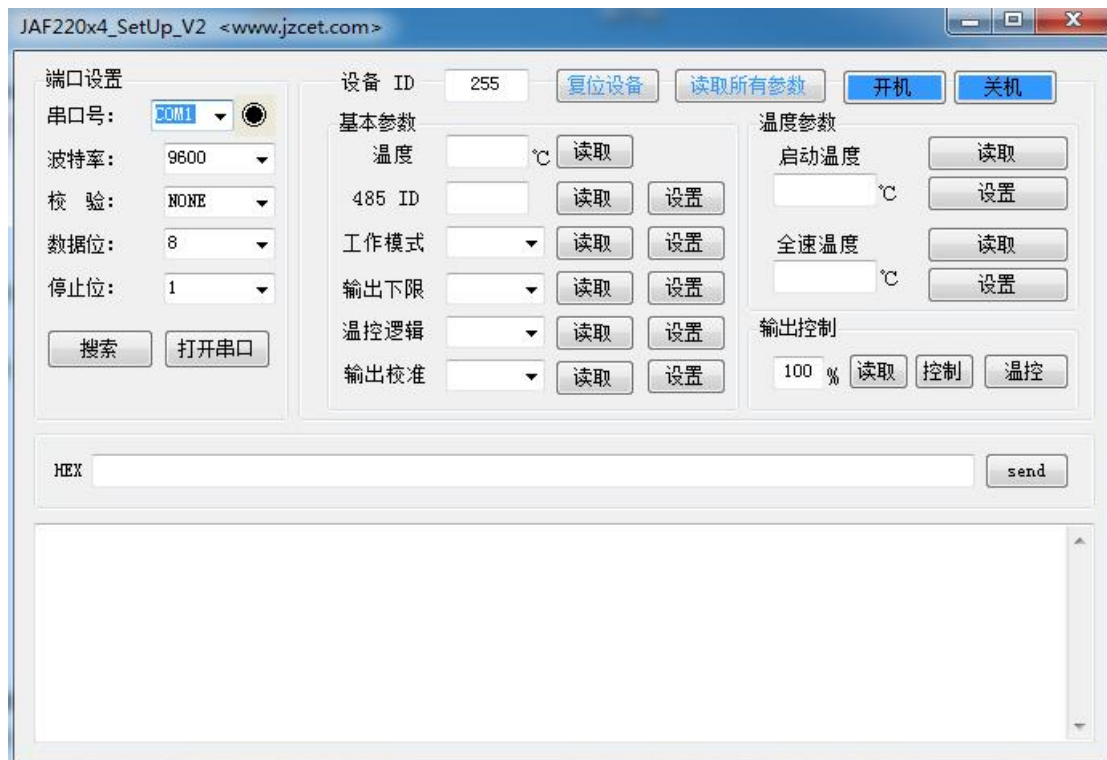 JAF220x4_SetUp_V2 <www.jzcet.com>
端口设置
串口号: COM1
波特率: 9600
校 验: NONE
数据位: 8
停止位: 1
搜索 打开串口
设备 ID 255 复位设备 读取所有参数 开机 关机
基本参数
温度 ℃ 读取
485 ID 读取 设置
工作模式 读取 设置
输出下限 读取 设置
温控逻辑 读取 设置
输出校准 读取 设置
温度参数
启动温度 读取
℃ 设置
全速温度 读取
℃ 设置
输出控制
100 % 读取 控制 温控
HEX send